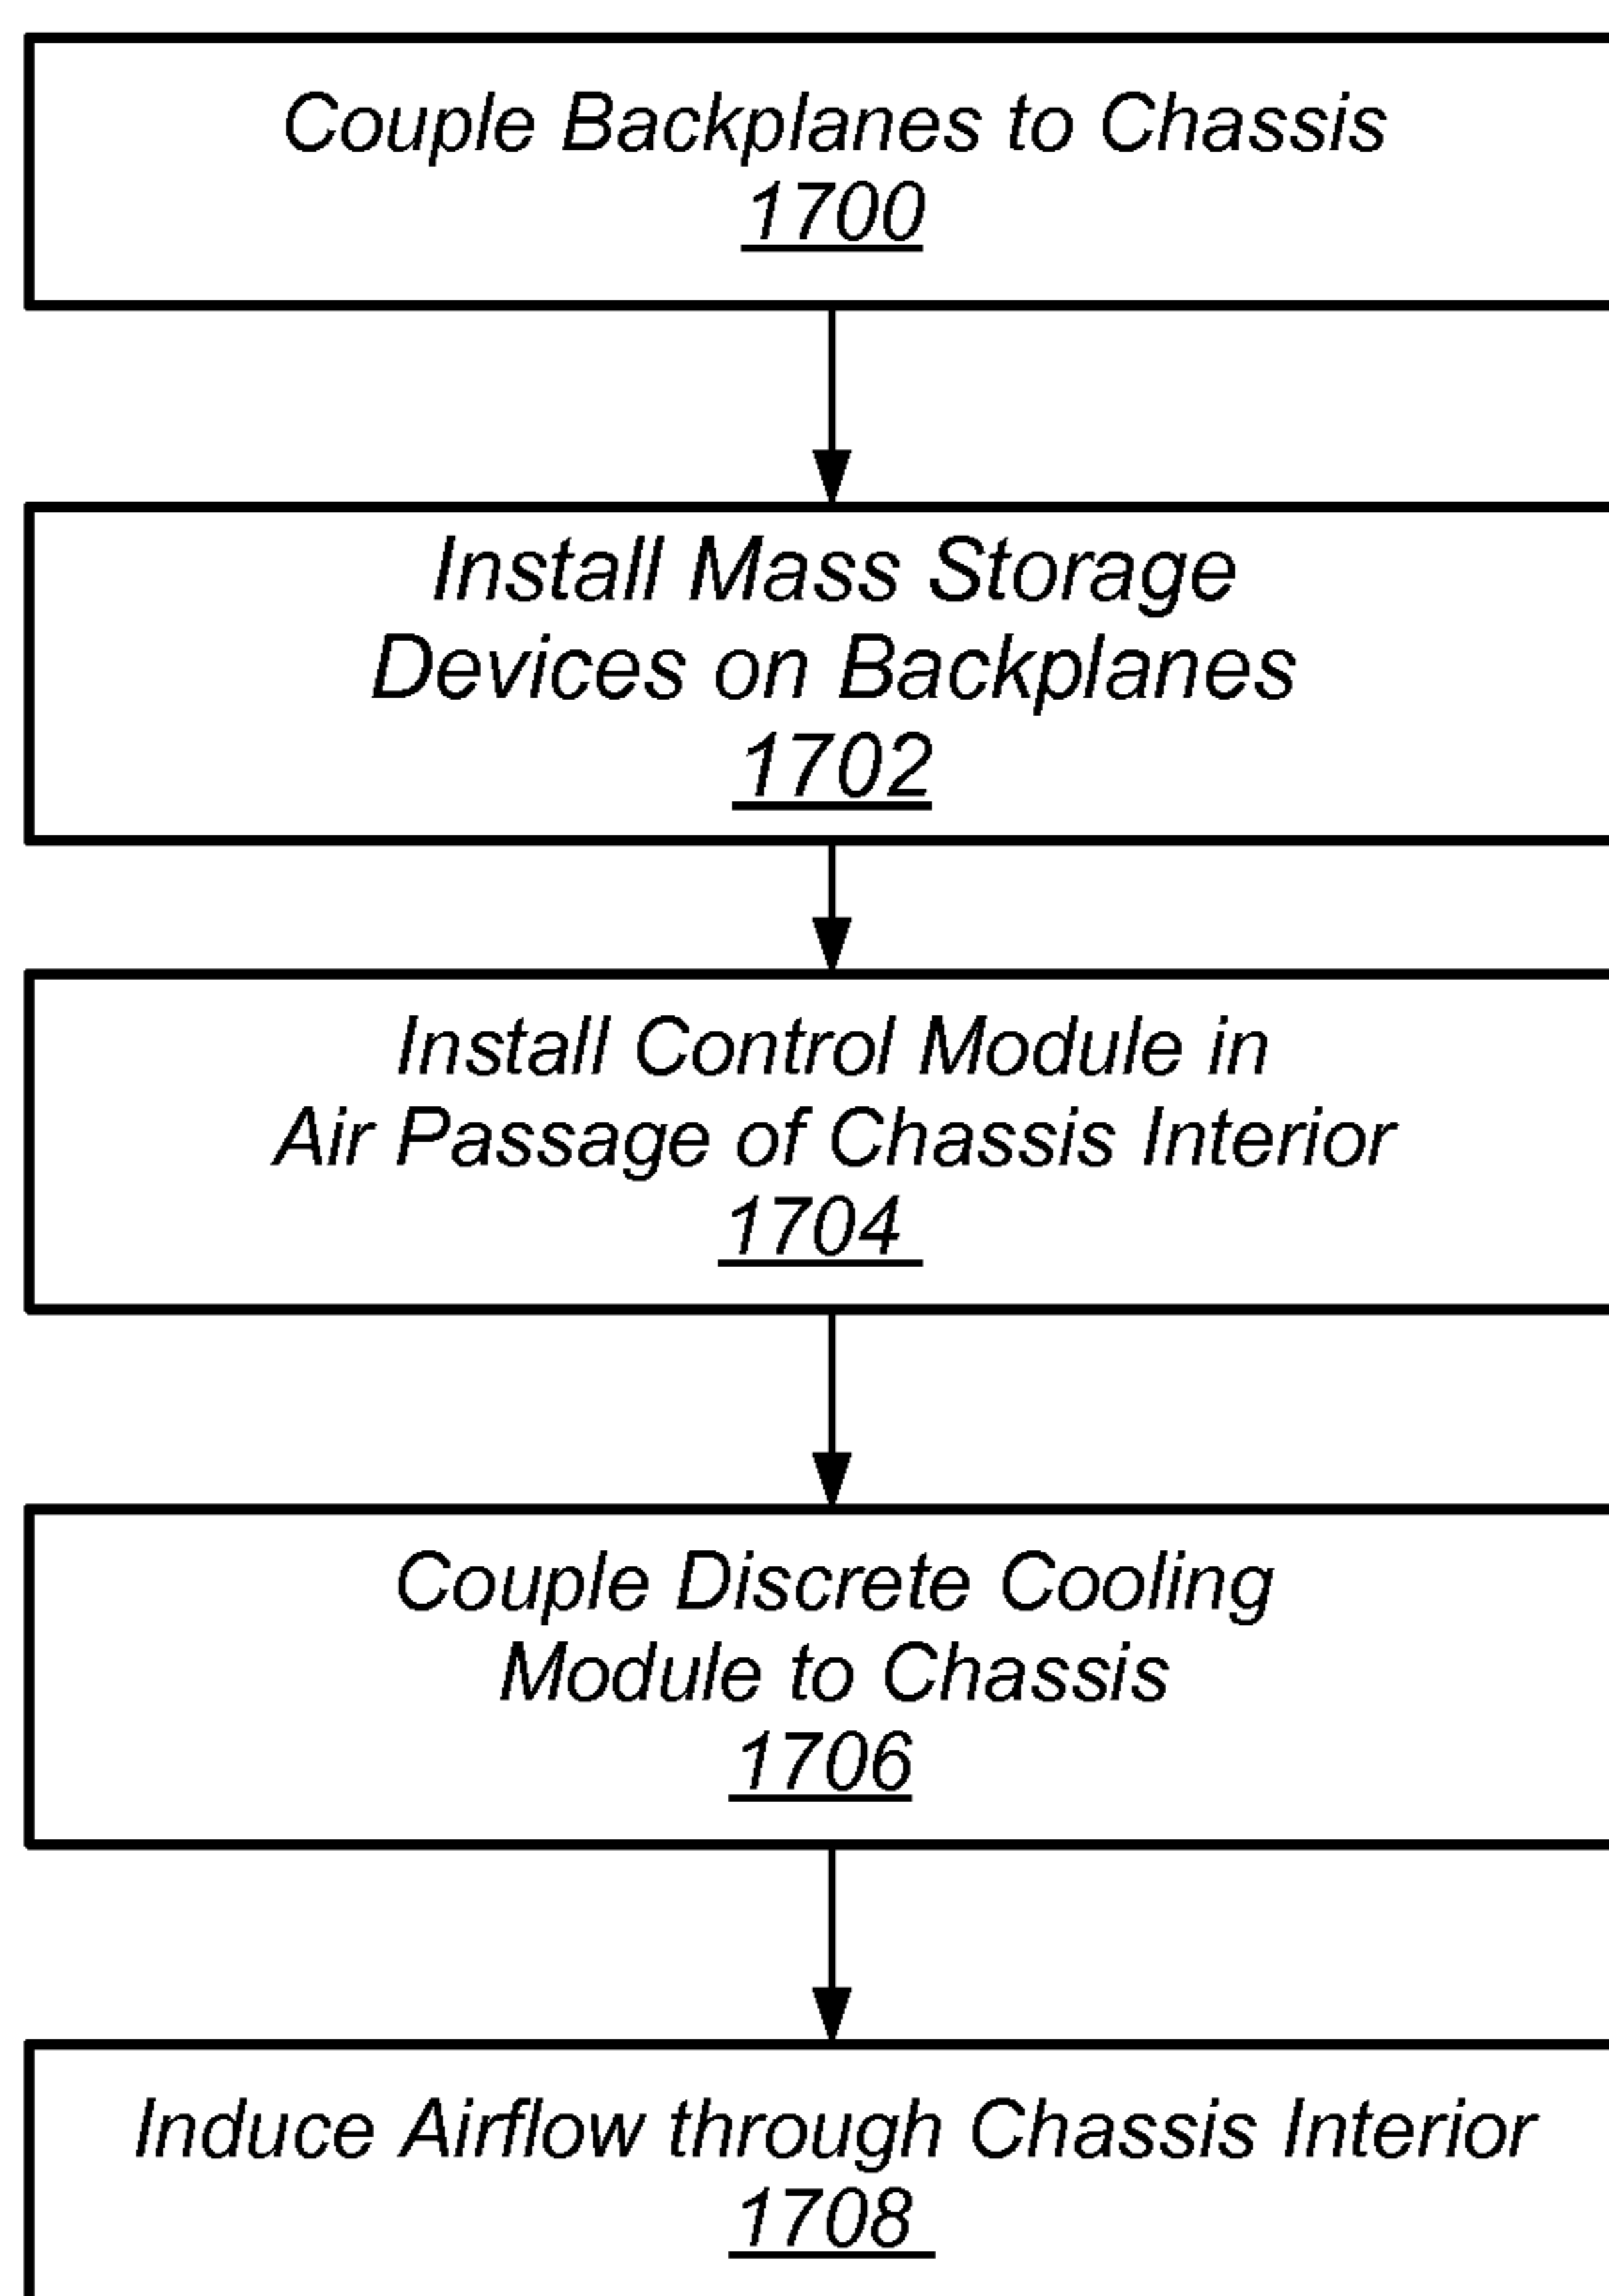 Couple Backplanes to Chassis
1700
Install Mass Storage
Devices on Backplanes
1702
Install Control Module in
Air Passage of Chassis Interior
1704
Couple Discrete Cooling
Module to Chassis
1706
Induce Airflow through Chassis Interior
1708